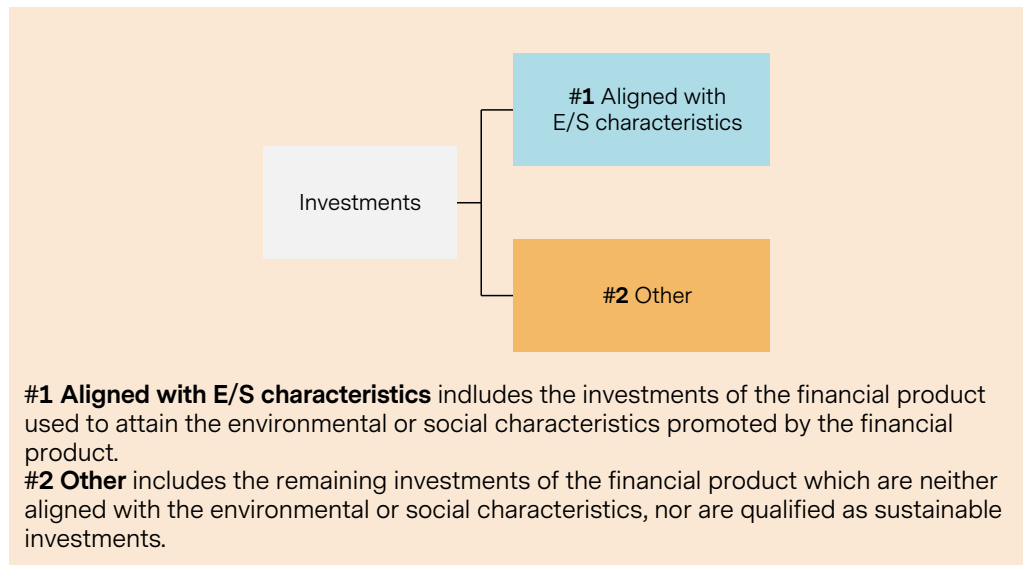 #1 Aligned with
E/S characteristics
Investments
#2 Other
#1 Aligned with E/S characteristics indludes the investments of the financial product
used to attain the environmental or social characteristics promoted by the financial
product.
#2 Other includes the remaining investments of the financial product which are neither
aligned with the environmental or social characteristics, nor are qualified as sustainable
investments.